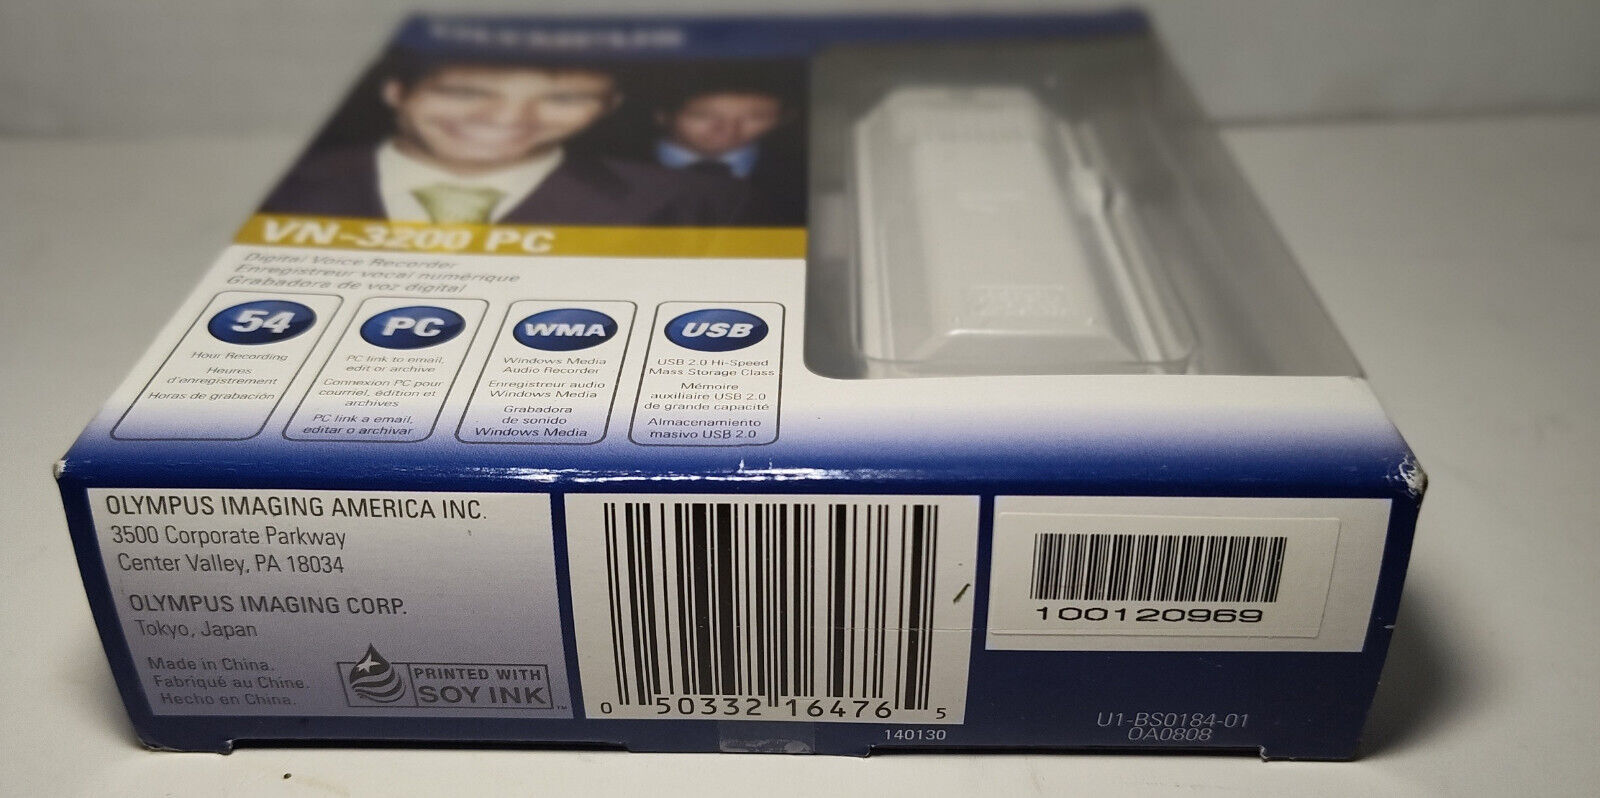 OLYMPUS
VN-3200 PC
Digital Voice Recorder
Enregistreur vocal numérique
Grabadora de voz digital
54
Hour Recording
Heures
d'enregistrement
Horas de grabación
PC
PC link to email,
edit or archive
Connexion PC pour
courriel, édition et
archives
PC link a email,
editar o archivar
WMA
Windows Media
Audio Recorder
Enregistreur audio
Windows Media
Grabadora
de sonido
Windows Media
USB
USB 2.0 Hi-Speed
Mass Storage Class
Mémoire
auxiliaire USB 2.0
de grande capacité
Almacenamiento
masivo USB 2.0
OLYMPUS IMAGING AMERICA INC.
3500 Corporate Parkway
Center Valley, PA 18034
OLYMPUS IMAGING CORP.
Tokyo, Japan
Made in China.
Fabriqué au Chine.
Hecho en China.
PRINTED WITH
SOY INK™
0 50332 16476 5
140130
100120969
U1-BS0184-01
OA0808